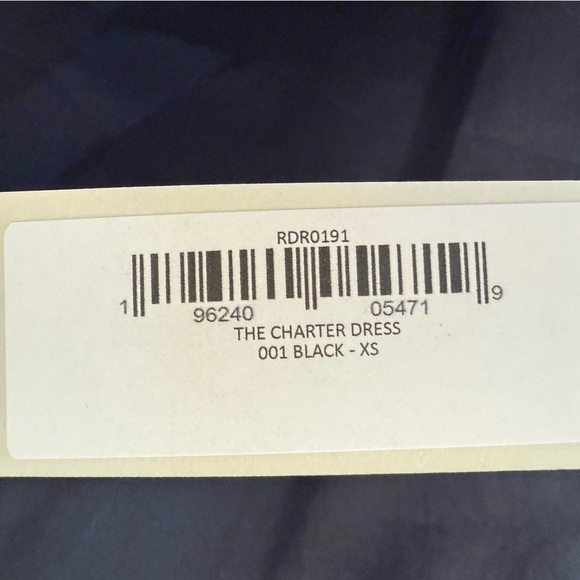 RDR0191
1 96240 05471 9
THE CHARTER DRESS
001 BLACK - XS